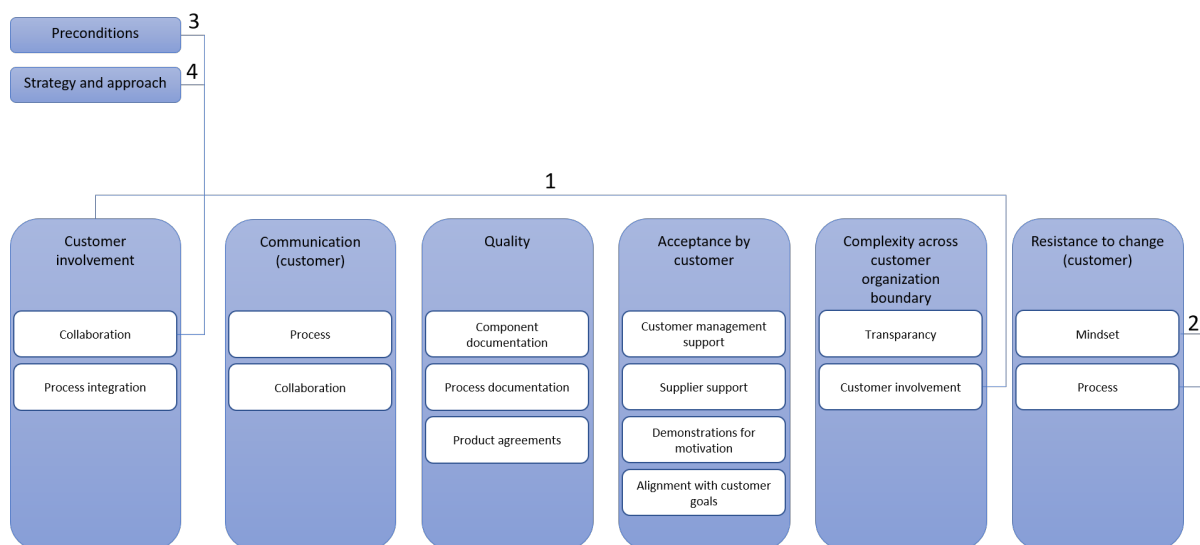 Preconditions
3
Strategy and approach
4
1
Customer
involvement
Collaboration
Process integration
Communication
(customer)
Process
Collaboration
Quality
Component
documentation
Process documentation
Product agreements
Acceptance by
customer
Customer management
support
Supplier support
Demonstrations for
motivation
Alignment with customer
goals
Complexity across
customer
organization
boundary
Transparancy
Customer involvement
Resistance to change
(customer)
Mindset
2
Process